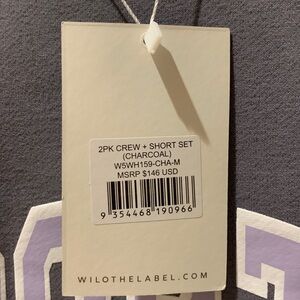 2PK CREW + SHORT SET
(CHARCOAL)
W5WH159-CHA-M
MSRP $146 USD
9 354468 190966
WILOTHELABEL.COM